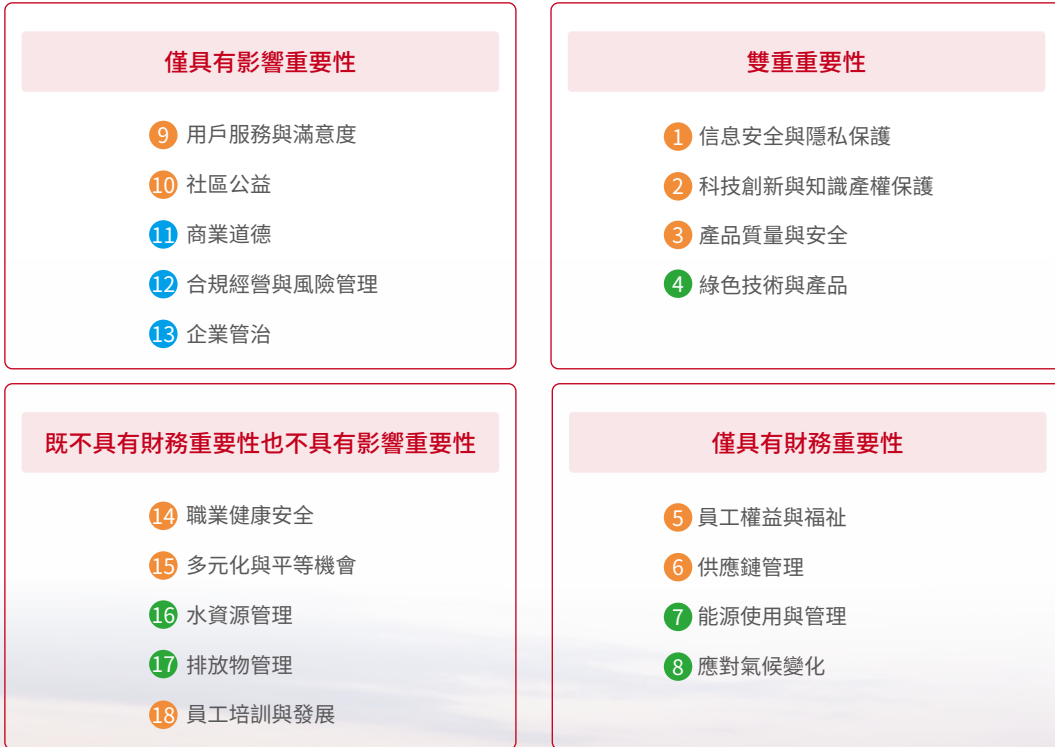 僅具有影響重要性
9 用戶服務與滿意度
10 社區公益
11 商業道德
12 合規經營與風險管理
13 企業管治
雙重重要性
1 信息安全與隱私保護
2 科技創新與知識產權保護
3 產品質量與安全
4 綠色技術與產品
既不具有財務重要性也不具有影響重要性
14 職業健康安全
15 多元化與平等機會
16 水資源管理
17 排放物管理
18 員工培訓與發展
僅具有財務重要性
5 員工權益與福祉
6 供應鏈管理
7 能源使用與管理
8 應對氣候變化